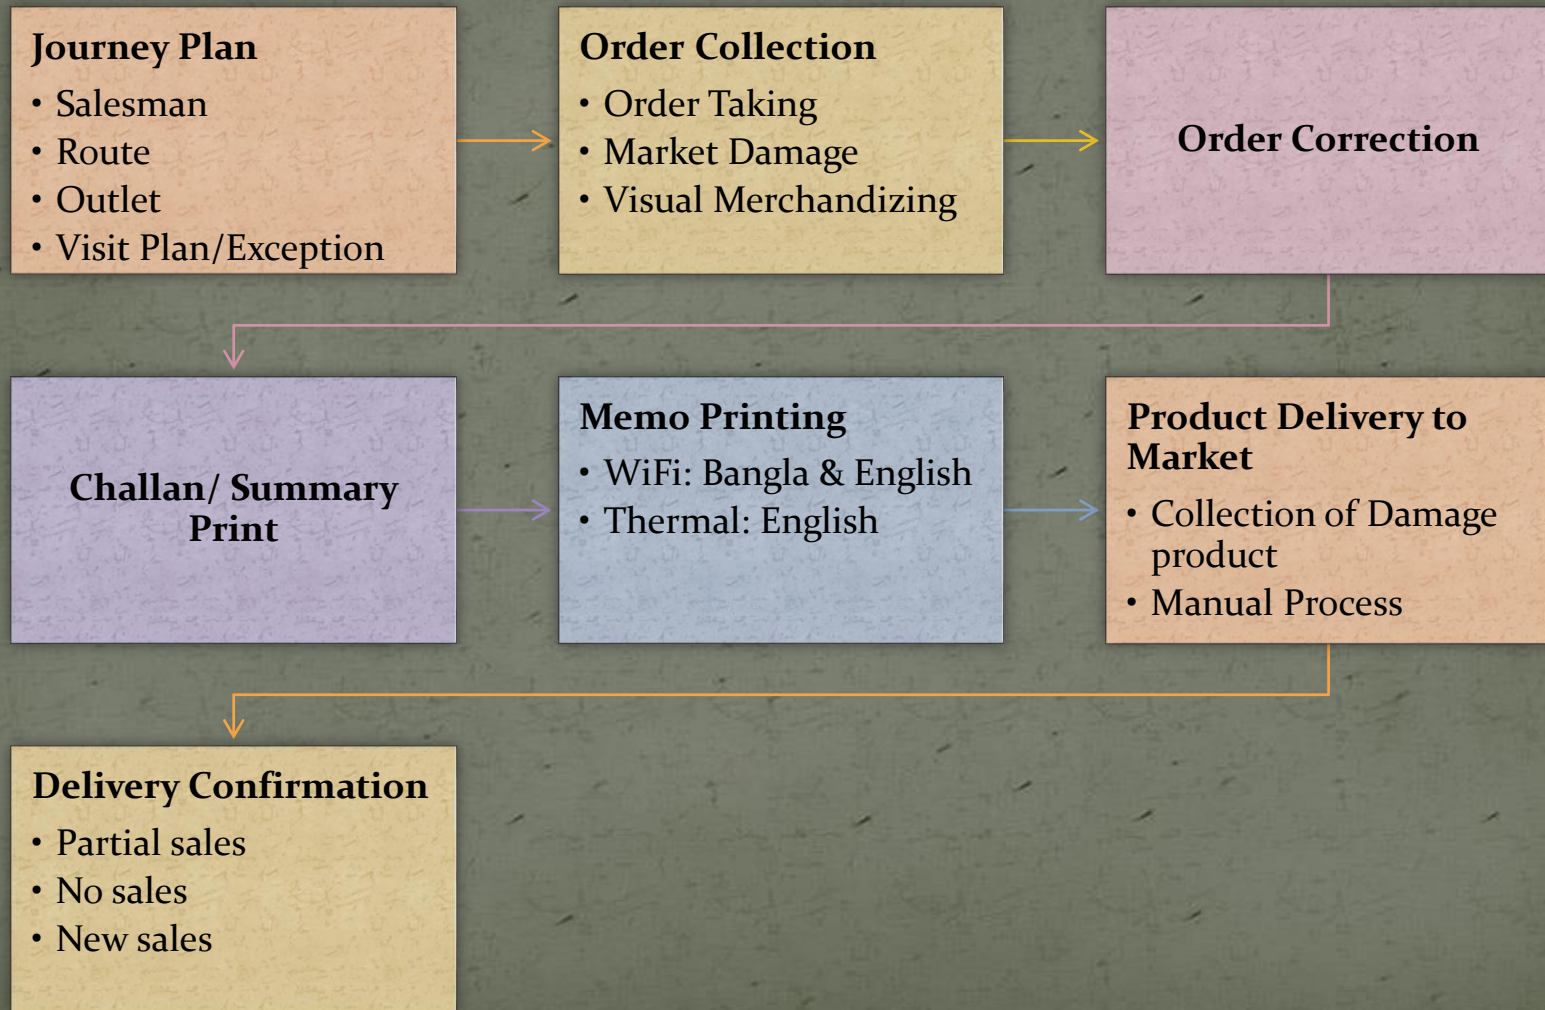 Journey Plan
• Salesman
• Route
• Outlet
• Visit Plan/Exception
Order Collection
• Order Taking
• Market Damage
• Visual Merchandizing
Order Correction
Challan/ Summary
Print
Memo Printing
• WiFi: Bangla & English
• Thermal: English
Product Delivery to
Market
• Collection of Damage
product
• Manual Process
Delivery Confirmation
• Partial sales
• No sales
• New sales